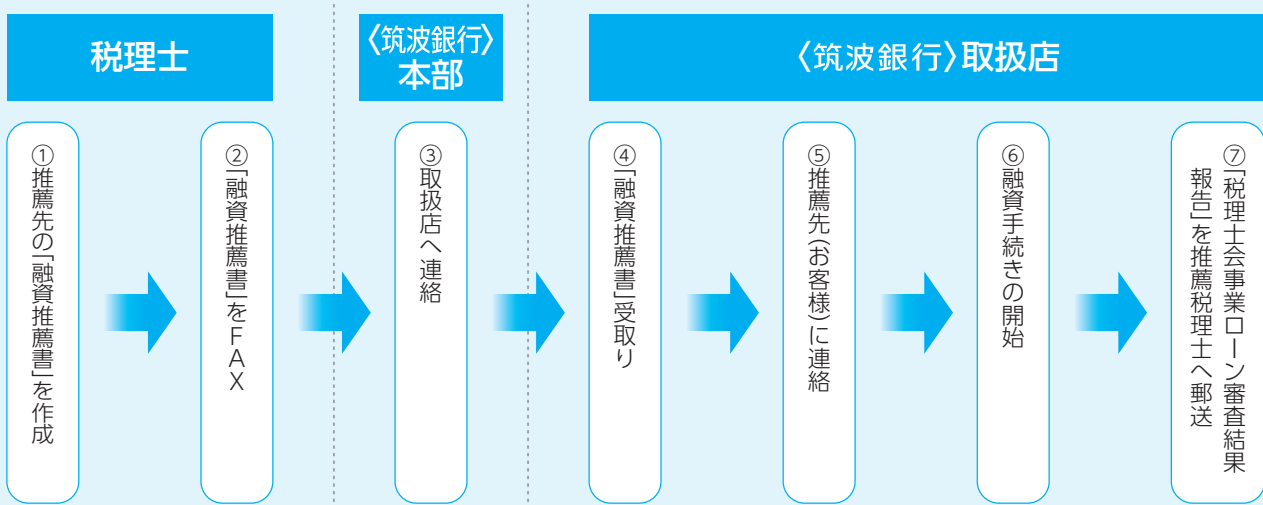 税理士
〈筑波銀行〉
本部
〈筑波銀行〉取扱店
①推薦先の「融資推薦書」を作成
②「融資推薦書」をFAX
③取扱店へ連絡
④「融資推薦書」受取り
⑤推薦先(お客様)に連絡
⑥融資手続きの開始
⑦「税理士会事業ローン審査結果
報告」を推薦税理士へ郵送